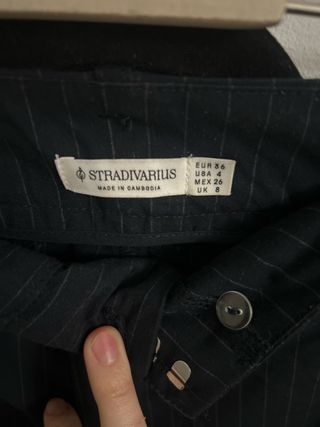 STRADIVARIUS
MADE IN CAMBODIA
EUR 36
USA 4
MEX 26
UK 8